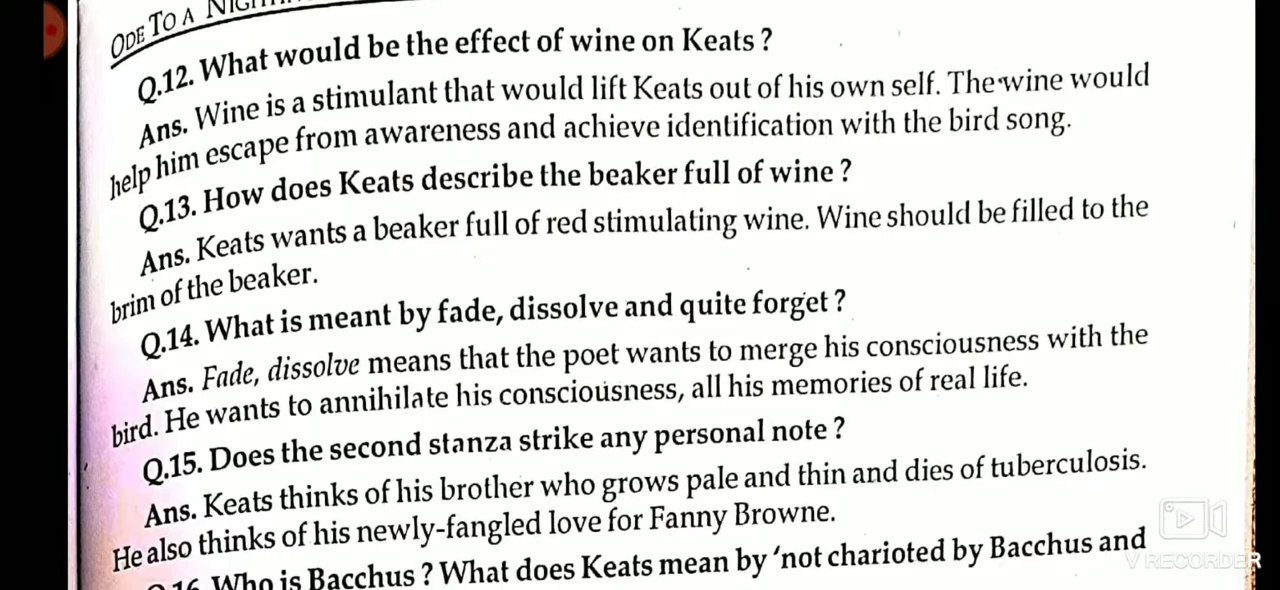 ODE TO A
Q.12. What would be the effect of wine on Keats ?
Ans. Wine is a stimulant that would lift Keats out of his own self. The wine would
help him escape from awareness and achieve identification with the bird song.
Q.13. How does Keats describe the beaker full of wine ?
Ans. Keats wants a beaker full of red stimulating wine. Wine should be filled to the
brim of the beaker.
Q.14. What is meant by fade, dissolve and quite forget ?
Ans. Fade, dissolve means that the poet wants to merge his consciousness with the
bird. He wants to annihilate his consciousness, all his memories of real life.
Q.15. Does the second stanza strike any personal note ?
Ans. Keats thinks of his brother who grows pale and thin and dies of tuberculosis.
He also thinks of his newly-fangled love for Fanny Browne.
Q.16. Who is Bacchus ? What does Keats mean by 'not charioted by Bacchus and
V RECORDER